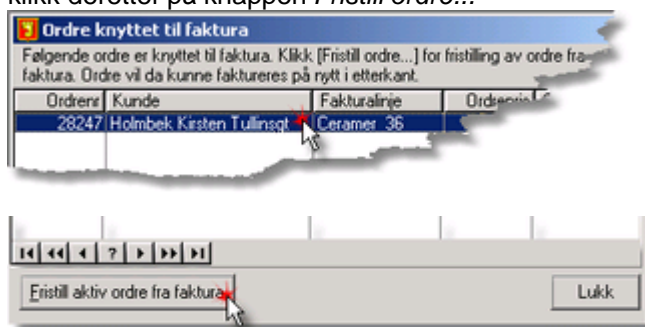 klikk deretter på knappen Fristill ordre...
Ordre knyttet til faktura
Følgende ordre er knyttet til faktura. Klikk [Fristill ordre...] for fristilling av ordre fra
faktura. Ordre vil da kunne faktureres på nytt i etterkant.
Ordrenr Kunde Fakturalinje Ordrepris
28247 Holmbek Kirsten Tullinsgt Ceramer 36
?
Fristill aktiv ordre fra faktura Lukk